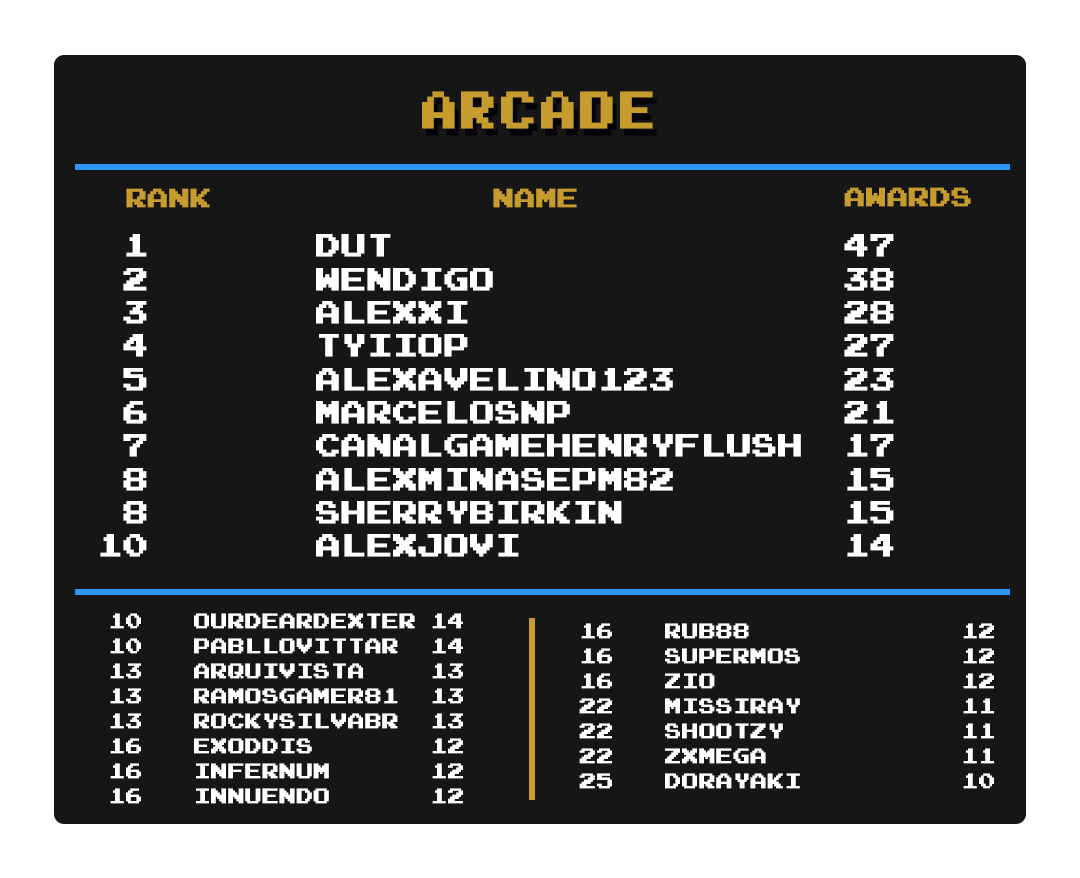 ARCADE
RANK NAME AWARDS
1 DUT 47
2 WENDIGO 38
3 ALEXXI 28
4 TYIIOP 27
5 ALEXAVELINO123 23
6 MARCELOSNP 21
7 CANALGAMEHENRYFLUSH 17
8 ALEXMINASEPM82 15
8 SHERRYBIRKIN 15
10 ALEXJOVI 14
10 OURDEARDEXTER 14
10 PABLLOVITTAR 14
13 ARQUIVISTA 13
13 RAMOSGAMER81 13
13 ROCKYSILVABR 13
16 EXODDIS 12
16 INFERNUM 12
16 INNUENDO 12
16 RUB88 12
16 SUPERMOS 12
16 ZIO 12
22 MISSIRAY 11
22 SHOOTZY 11
22 ZXMEGA 11
25 DORAYAKI 10